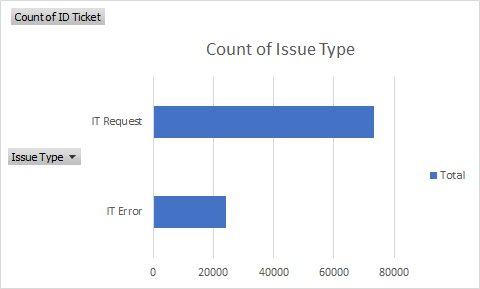 Count of ID Ticket
Count of Issue Type
IT Request
Issue Type
Total
IT Error
0 20000 40000 60000 80000